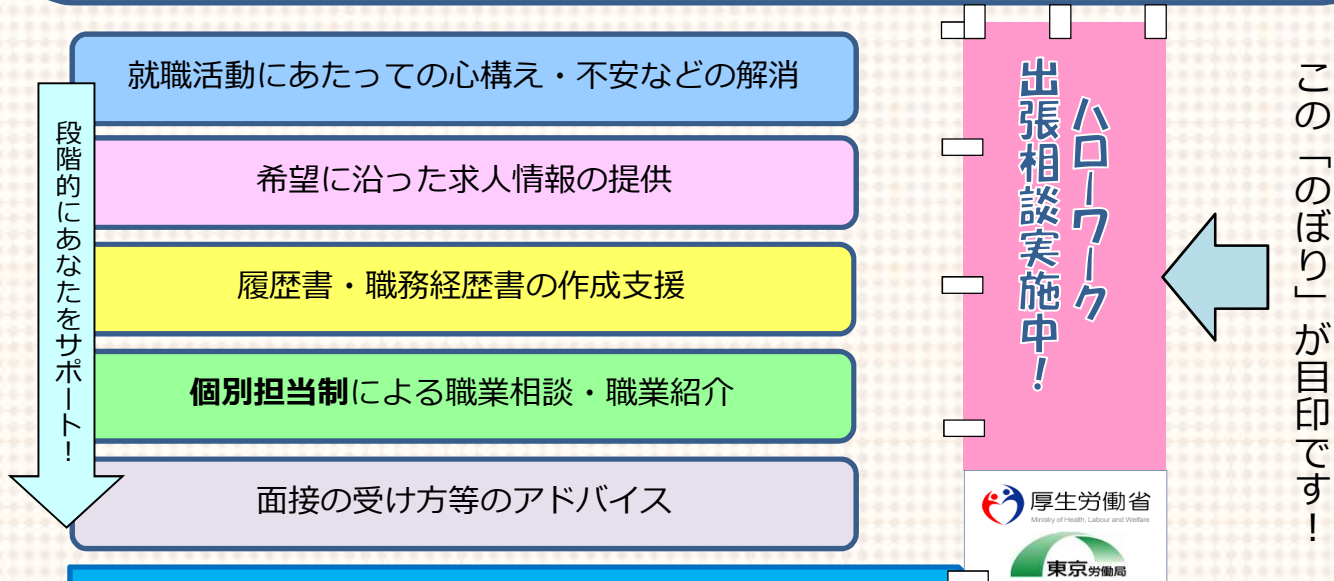 段階的にあなたをサポート！
就職活動にあたっての心構え・不安などの解消
希望に沿った求人情報の提供
履歴書・職務経歴書の作成支援
個別担当制による職業相談・職業紹介
面接の受け方等のアドバイス
ハローワーク
出張相談実施中！
厚生労働省
Ministry of Health, Labour and Welfare
東京労働局
この「のぼり」が目印です！